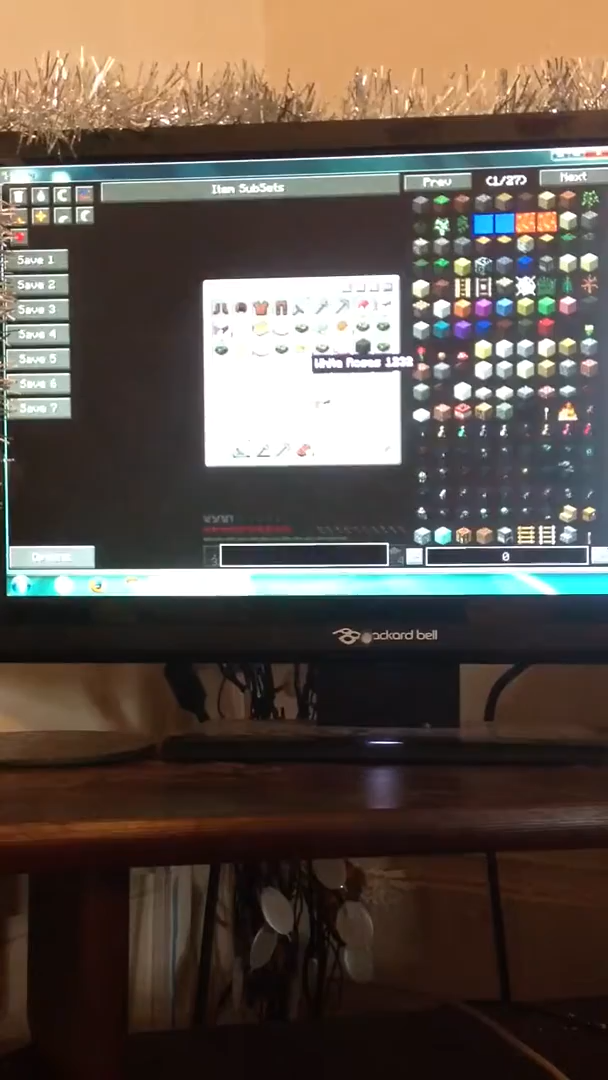 Item SubSets
Prev
(1/27)
Next
Save 1
Save 2
Save 3
Save 4
Save 5
Save 6
Save 7
Options
0
packard bell